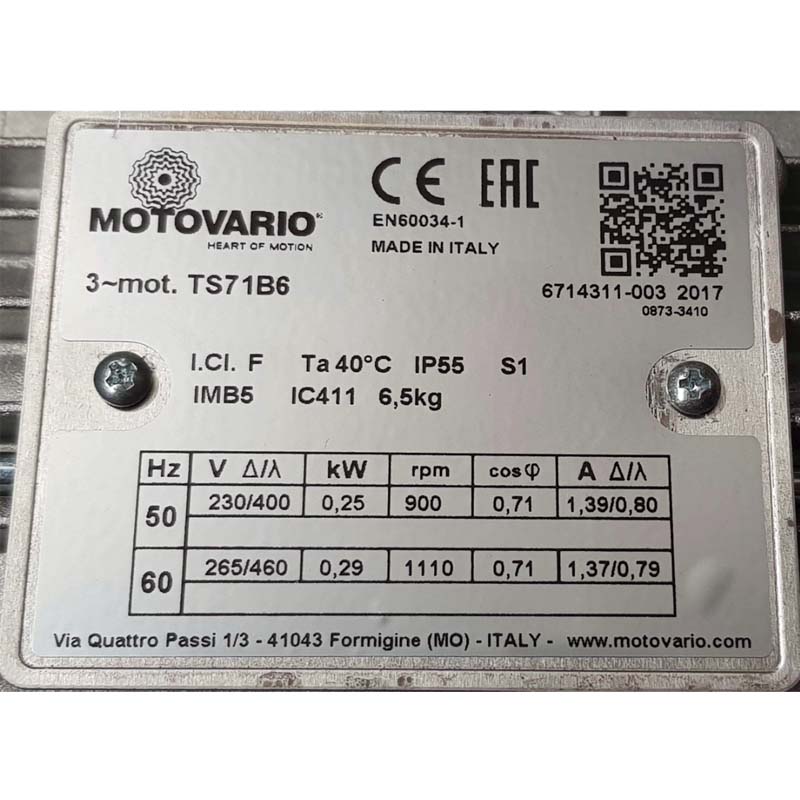 MOTOVARIO®
HEART OF MOTION
CE EAC
EN60034-1
MADE IN ITALY
3~mot. TS71B6
6714311-003 2017
0873-3410
I.Cl. F Ta 40°C IP55 S1
IMB5 IC411 6,5kg
Hz V Δ/λ kW rpm cosφ A Δ/λ
50 230/400 0,25 900 0,71 1,39/0,80
60 265/460 0,29 1110 0,71 1,37/0,79
Via Quattro Passi 1/3 - 41043 Formigine (MO) - ITALY - www.motovario.com